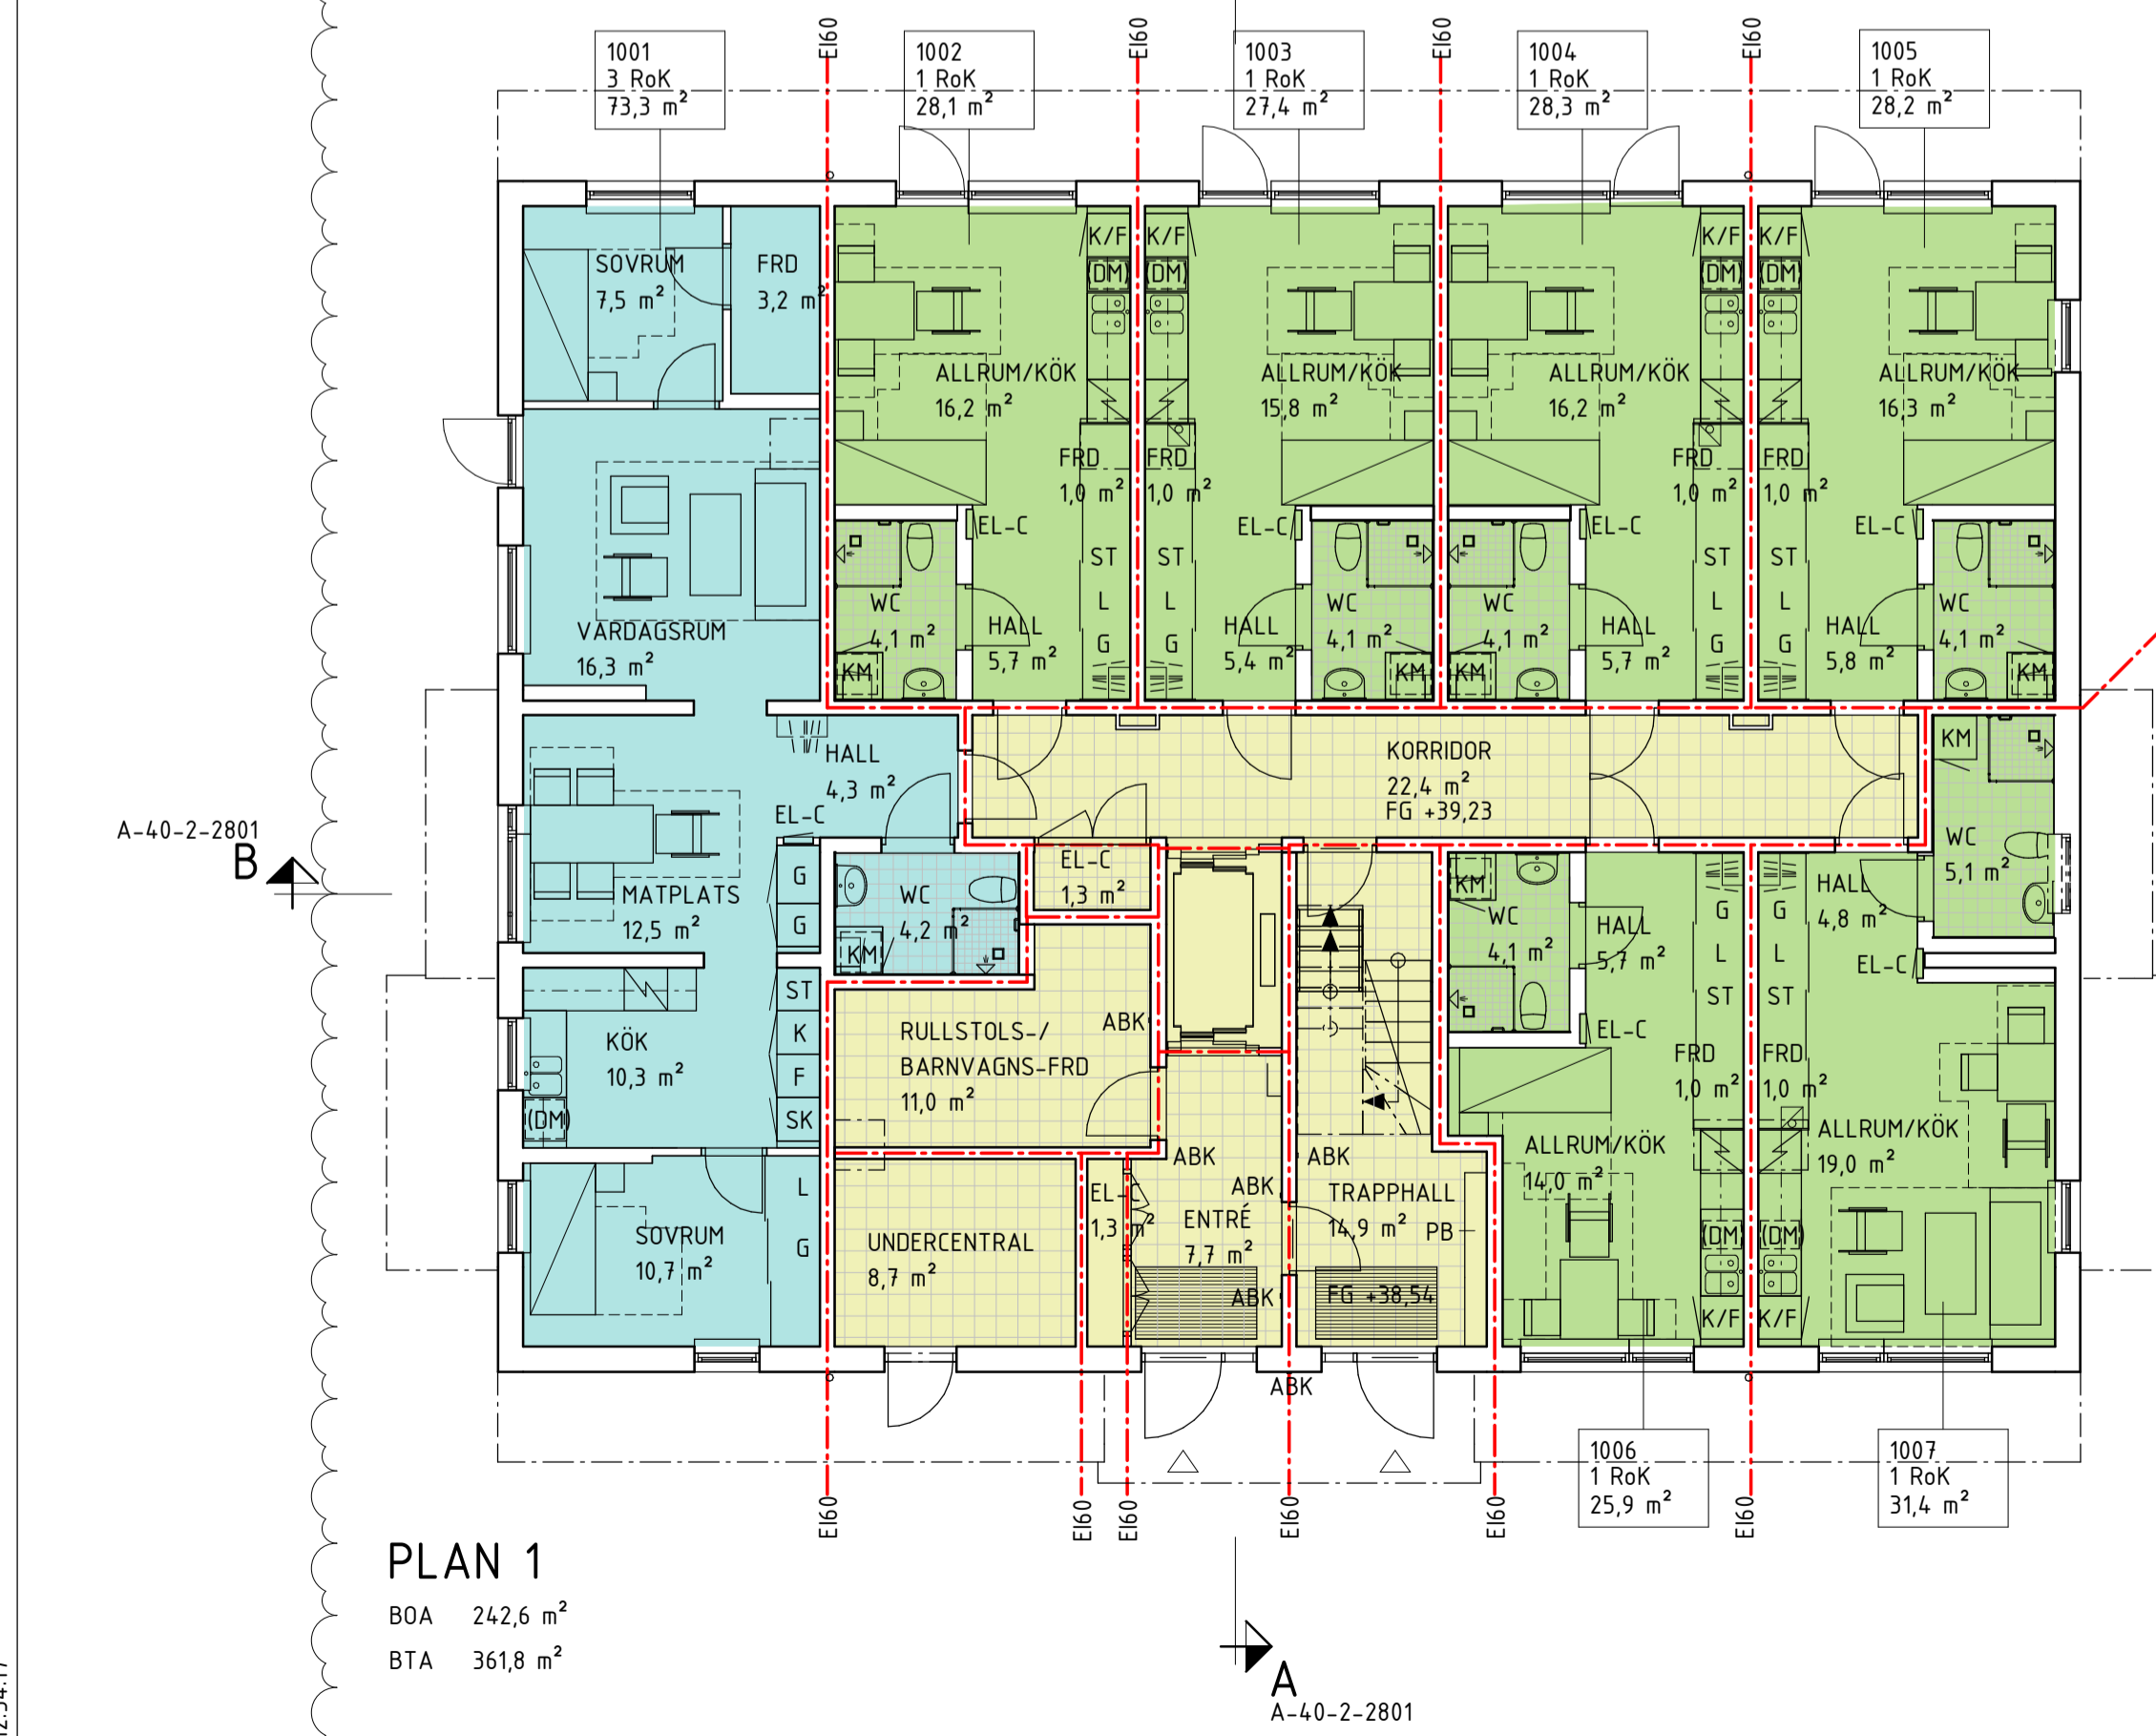 EI60
EI60
EI60
EI60
1001
3 RoK
73,3 m²
1002
1 RoK
28,1 m²
1003
1 RoK
27,4 m²
1004
1 RoK
28,3 m²
1005
1 RoK
28,2 m²
SOVRUM
7,5 m²
FRD
3,2 m²
K/F
(DM)
ALLRUM/KÖK
16,2 m²
FRD
1,0 m²
EL-C
ST
L
G
WC
4,1 m²
KM
HALL
5,7 m²
K/F
(DM)
ALLRUM/KÖK
15,8 m²
FRD
1,0 m²
EL-C
ST
L
G
HALL
5,4 m²
WC
4,1 m²
KM
K/F
(DM)
ALLRUM/KÖK
16,2 m²
FRD
1,0 m²
EL-C
ST
L
G
WC
4,1 m²
KM
HALL
5,7 m²
K/F
(DM)
ALLRUM/KÖK
16,3 m²
FRD
1,0 m²
EL-C
ST
L
G
HALL
5,8 m²
WC
4,1 m²
KM
VARDAGSRUM
16,3 m²
HALL
4,3 m²
EL-C
KORRIDOR
22,4 m²
FG +39,23
KM
WC
5,1 m²
A-40-2-2801
B
MATPLATS
12,5 m²
G
G
WC
4,2 m²
KM
EL-C
1,3 m²
KM
WC
4,1 m²
HALL
5,7 m²
EL-C
G
L
ST
FRD
1,0 m²
G
L
ST
FRD
1,0 m²
HALL
4,8 m²
EL-C
KÖK
10,3 m²
(DM)
ST
K
F
SK
RULLSTOLS-/
BARNVAGNS-FRD
11,0 m²
ABK
ALLRUM/KÖK
14,0 m²
ALLRUM/KÖK
19,0 m²
ABK
ABK
ABK
SOVRUM
10,7 m²
L
G
UNDERCENTRAL
8,7 m²
EL-C
1,3 m²
ENTRÉ
7,7 m²
ABK
TRAPPHALL
14,9 m²
PB
FG +38,54
(DM)
K/F
(DM)
K/F
ABK
1006
1 RoK
25,9 m²
1007
1 RoK
31,4 m²
EI60
EI60
EI60
EI60
EI60
EI60
PLAN 1
BOA 242,6 m²
BTA 361,8 m²
A
A-40-2-2801